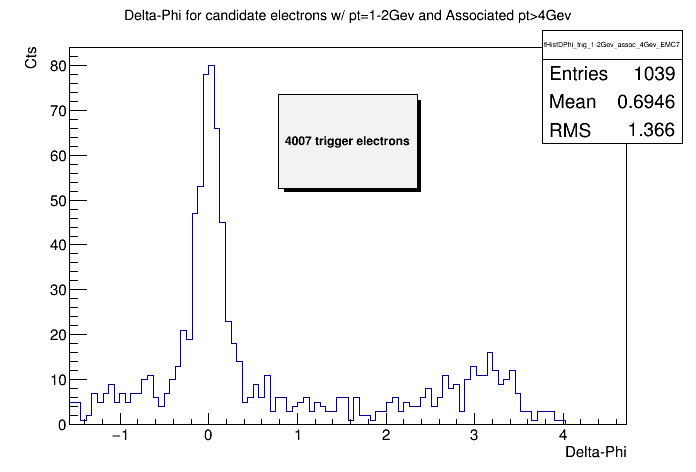 Delta-Phi for candidate electrons w/ pt=1-2Gev and Associated pt>4Gev
fHistDPhi_trig_1-2Gev_assoc_4Gev_EMC7
Entries 1039
Mean 0.6946
RMS 1.366
4007 trigger electrons
Cts
80
70
60
50
40
30
20
10
0
−1 0 1 2 3 4
Delta-Phi